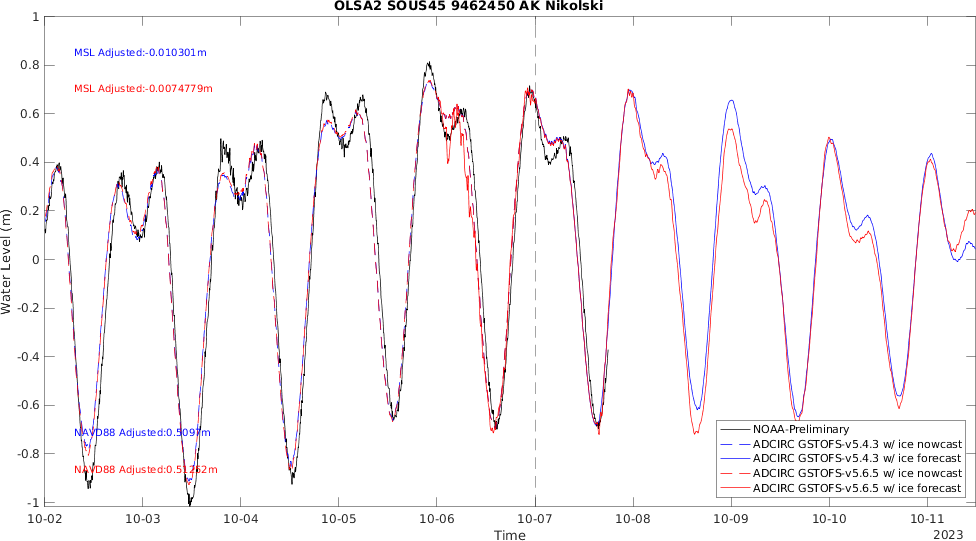 OLSA2 SOUS45 9462450 AK Nikolski
1
0.8
0.6
0.4
0.2
0
-0.2
-0.4
-0.6
-0.8
-1
Water Level (m)
MSL Adjusted:-0.010301m
MSL Adjusted:-0.0074779m
NAVD88 Adjusted:0.5097m
NAVD88 Adjusted:0.51262m
NOAA-Preliminary
ADCIRC GSTOFS-v5.4.3 w/ ice nowcast
ADCIRC GSTOFS-v5.4.3 w/ ice forecast
ADCIRC GSTOFS-v5.6.5 w/ ice nowcast
ADCIRC GSTOFS-v5.6.5 w/ ice forecast
10-02 10-03 10-04 10-05 10-06 10-07 10-08 10-09 10-10 10-11
Time
2023